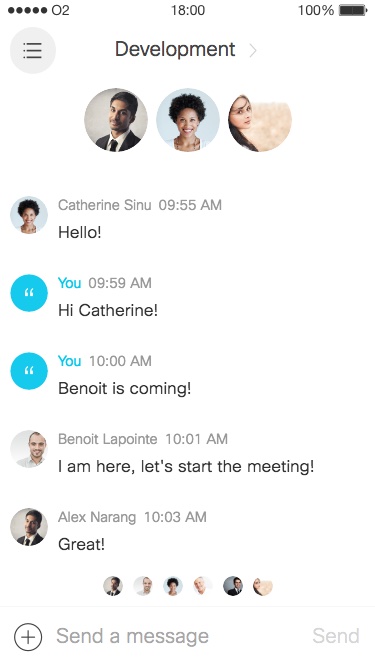 O2 18:00 100%
Development
Catherine Sinu 09:55 AM
Hello!
You 09:59 AM
Hi Catherine!
You 10:00 AM
Benoit is coming!
Benoit Lapointe 10:01 AM
I am here, let's start the meeting!
Alex Narang 10:03 AM
Great!
Send a message Send